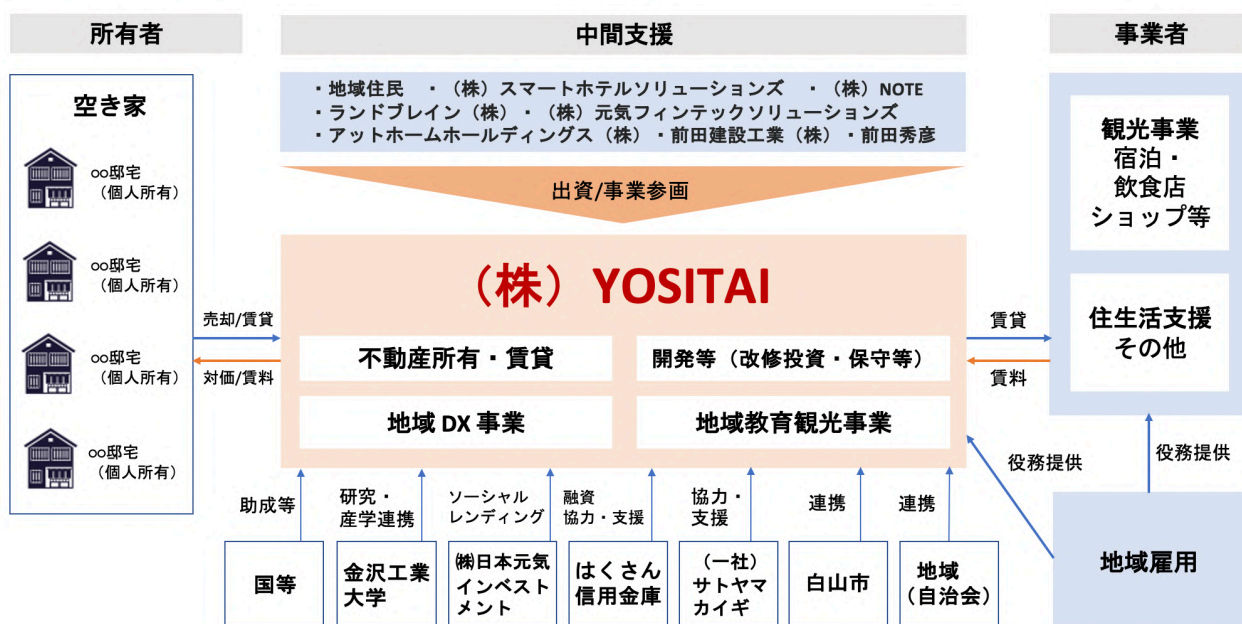 所有者
中間支援
事業者
空き家
○○邸宅
（個人所有）
○○邸宅
（個人所有）
○○邸宅
（個人所有）
○○邸宅
（個人所有）
・地域住民　・（株）スマートホテルソリューションズ　・（株）NOTE
・ランドブレイン（株）・（株）元気フィンテックソリューションズ
・アットホームホールディングス（株）・前田建設工業（株）・前田秀彦
出資/事業参画
（株）YOSITAI
不動産所有・賃貸
開発等（改修投資・保守等）
地域 DX 事業
地域教育観光事業
売却/賃貸
対価/賃料
賃貸
賃料
観光事業
宿泊・
飲食店
ショップ等
住生活支援
その他
役務提供
役務提供
地域雇用
助成等
研究・
産学連携
ソーシャル
レンディング
融資
協力・支援
協力・
支援
連携
連携
国等
金沢工業
大学
㈱日本元気
インベスト
メント
はくさん
信用金庫
（一社）
サトヤマ
カイギ
白山市
地域
（自治会）